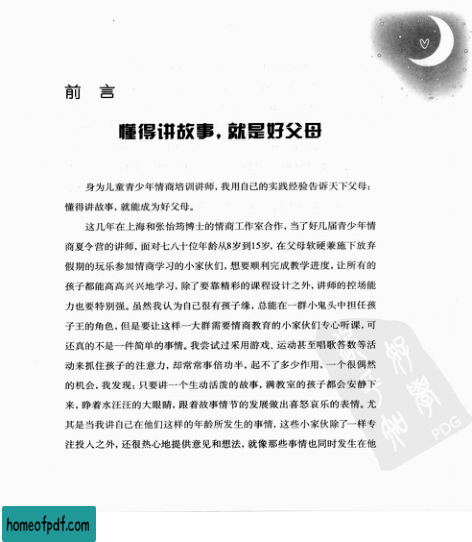 前 言
懂得讲故事，就是好父母
身为儿童青少年情商培训讲师，我用自己的实践经验告诉天下父母：
懂得讲故事，就能成为好父母。
这几年在上海和张怡筠博士的情商工作室合作，当了好几届青少年情
商夏令营的讲师，面对七八十位年龄从8岁到15岁，在父母软硬兼施下放弃
假期的玩乐参加情商学习的小家伙们，想要顺利完成教学进度，让所有的
孩子都能高高兴兴地学习，除了要靠精彩的课程设计之外，讲师的控场能
力也要特别强。虽然我认为自己很有孩子缘，总能在一群小鬼头中担任孩
子王的角色，但是要让这样一大群需要情商教育的小家伙们专心听课，可
还真的不是一件简单的事情。我尝试过采用游戏、运动甚至唱歌答数等活
动来抓住孩子的注意力，却常常事倍功半，起不了多少作用。一个很偶然
的机会，我发现：只要讲一个生动活泼的故事，满教室的孩子都会安静下
来，睁着水汪汪的大眼睛，跟着故事情节的发展做出喜怒哀乐的表情。尤
其是当我讲自己在他们这样的年龄所发生的事情，这些小家伙除了一样专
注投入之外，还很热心地提供意见和想法，就像那些事情也同时发生在他
PDG
homeofpdf.com